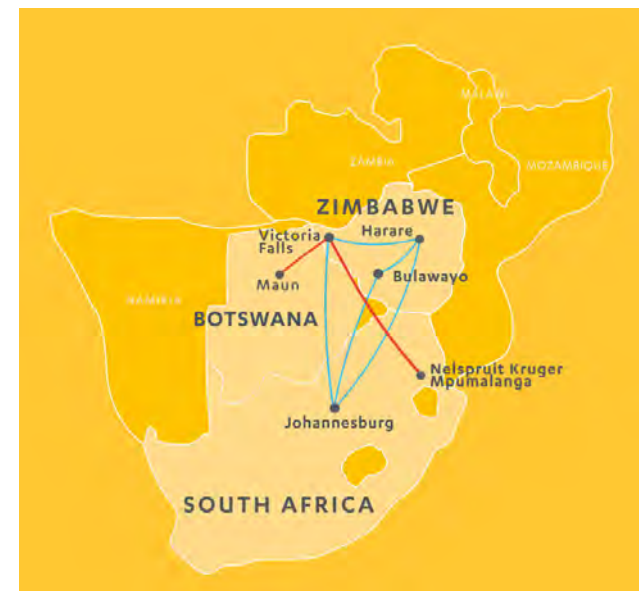 MALAWI
ZAMBIA
MOZAMBIQUE
ZIMBABWE
Victoria
Falls
Harare
Bulawayo
Maun
NAMIBIA
BOTSWANA
Nelspruit Kruger
Mpumalanga
Johannesburg
SOUTH AFRICA